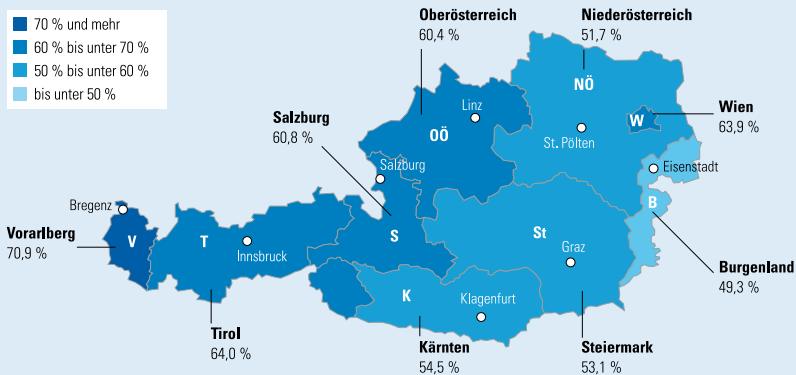 70 % und mehr
60 % bis unter 70 %
50 % bis unter 60 %
bis unter 50 %
Oberösterreich
60,4 %
Niederösterreich
51,7 %
Salzburg
60,8 %
Wien
63,9 %
Vorarlberg
70,9 %
Burgenland
49,3 %
Tirol
64,0 %
Kärnten
54,5 %
Steiermark
53,1 %
NÖ
Linz
W
OÖ
St. Pölten
Salzburg
Eisenstadt
Bregenz
B
V
T
S
St
Innsbruck
Graz
K
Klagenfurt